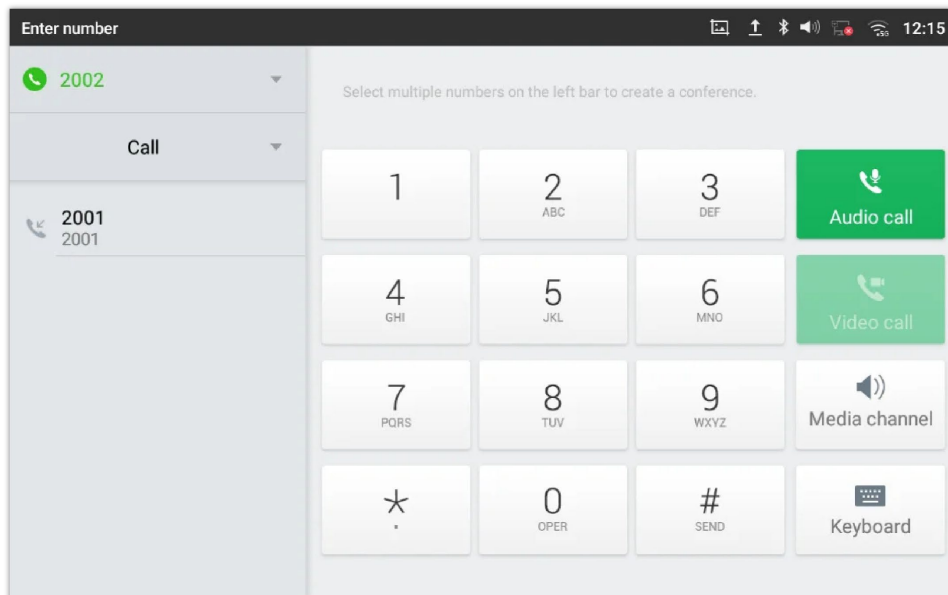 Enter number
5G
12:15
2002
Call
2001
2001
Select multiple numbers on the left bar to create a conference.
1
2
ABC
3
DEF
Audio call
4
GHI
5
JKL
6
MNO
Video call
7
PQRS
8
TUV
9
WXYZ
Media channel
*
.
0
OPER
#
SEND
Keyboard